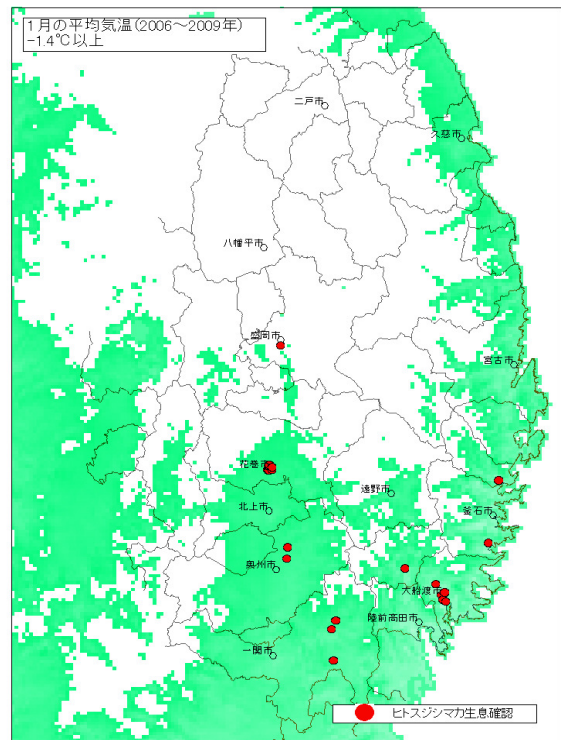 1月の平均気温(2006～2009年)
-1.4℃以上
二戸市
久慈市
八幡平市
盛岡市
宮古市
花巻市
遠野市
北上市
釜石市
奥州市
大船渡市
陸前高田市
一関市
ヒトスジシマカ生息確認